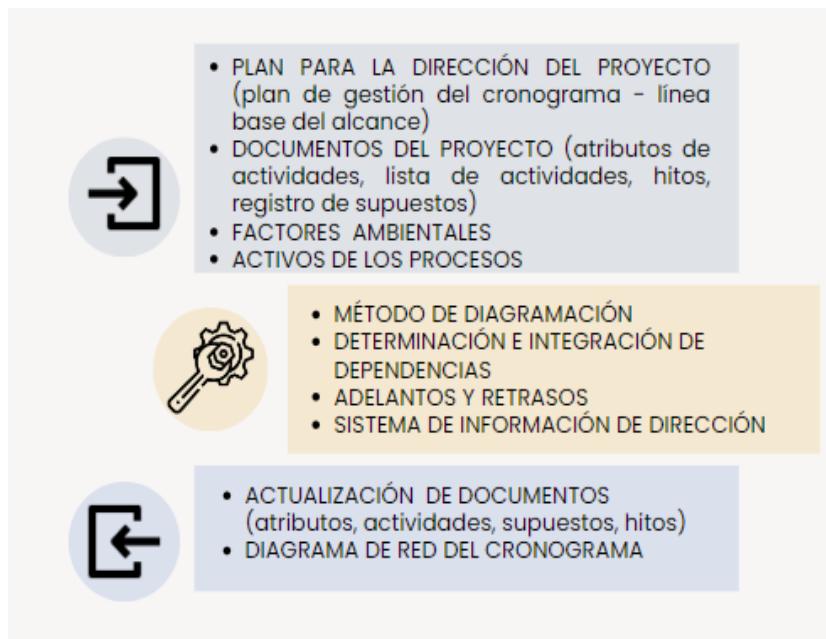 • PLAN PARA LA DIRECCIÓN DEL PROYECTO
(plan de gestión del cronograma - línea
base del alcance)
• DOCUMENTOS DEL PROYECTO (atributos de
actividades, lista de actividades, hitos,
registro de supuestos)
• FACTORES AMBIENTALES
• ACTIVOS DE LOS PROCESOS
• MÉTODO DE DIAGRAMACIÓN
• DETERMINACIÓN E INTEGRACIÓN DE
DEPENDENCIAS
• ADELANTOS Y RETRASOS
• SISTEMA DE INFORMACIÓN DE DIRECCIÓN
• ACTUALIZACIÓN DE DOCUMENTOS
(atributos, actividades, supuestos, hitos)
• DIAGRAMA DE RED DEL CRONOGRAMA